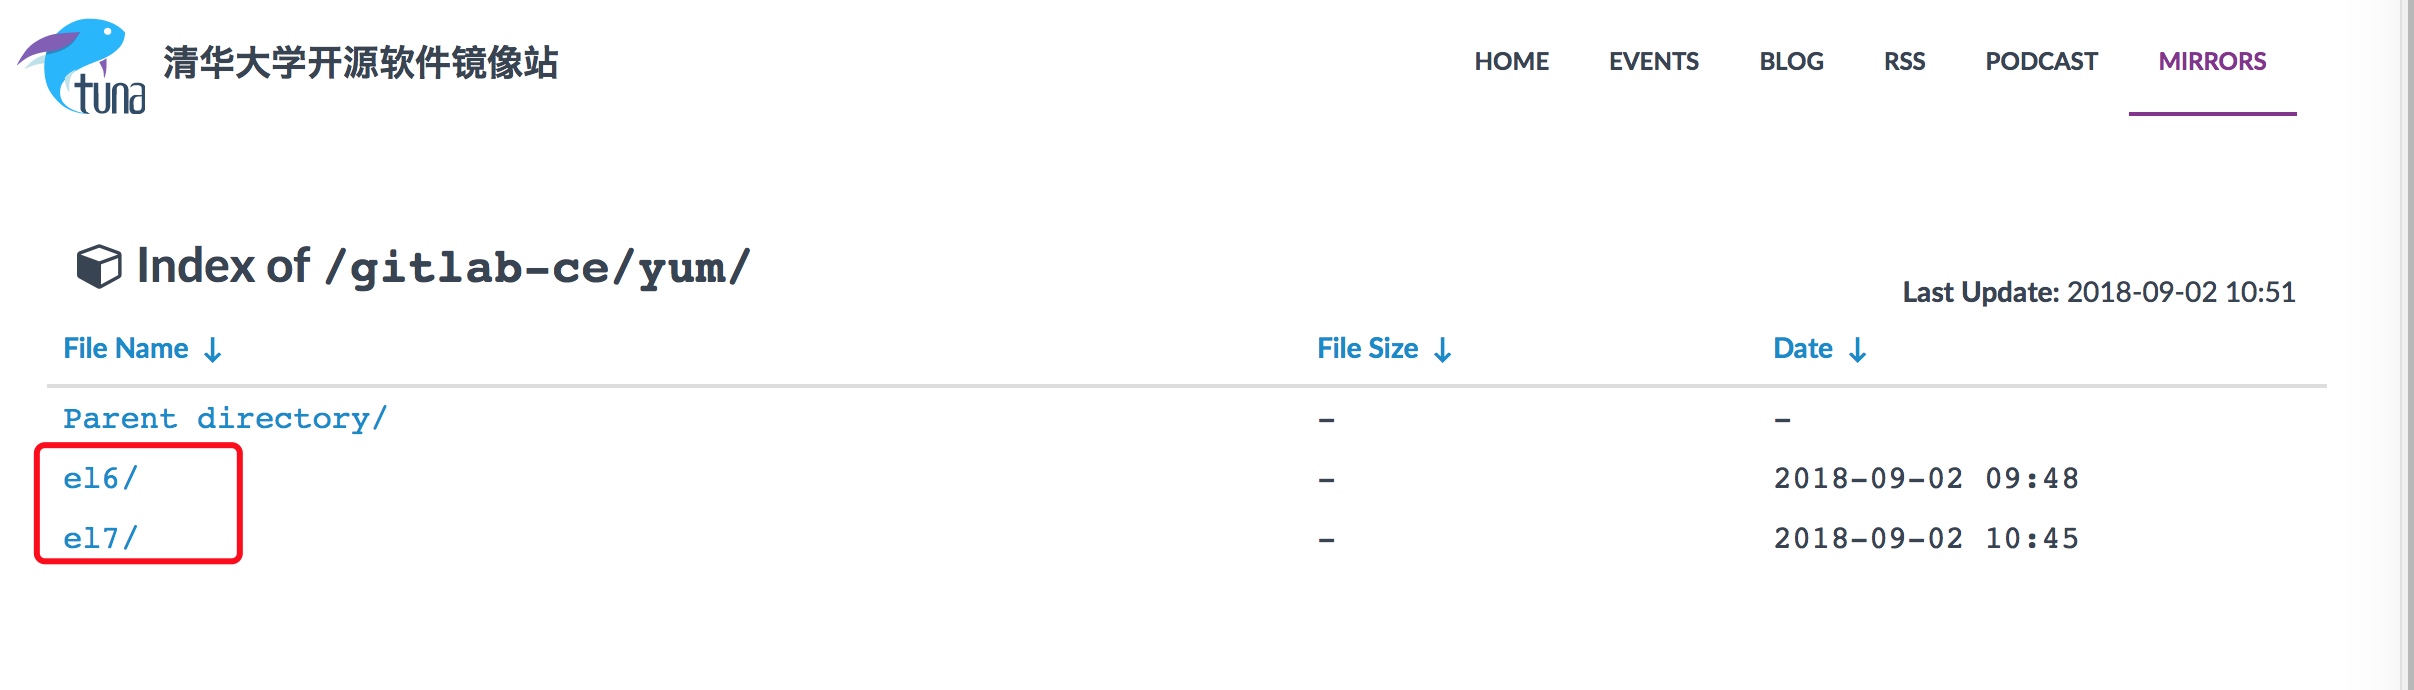 tuna
清华大学开源软件镜像站
HOME EVENTS BLOG RSS PODCAST MIRRORS
Index of /gitlab-ce/yum/
Last Update: 2018-09-02 10:51
File Name ↓ File Size ↓ Date ↓
Parent directory/ - -
el6/ - 2018-09-02 09:48
el7/ - 2018-09-02 10:45